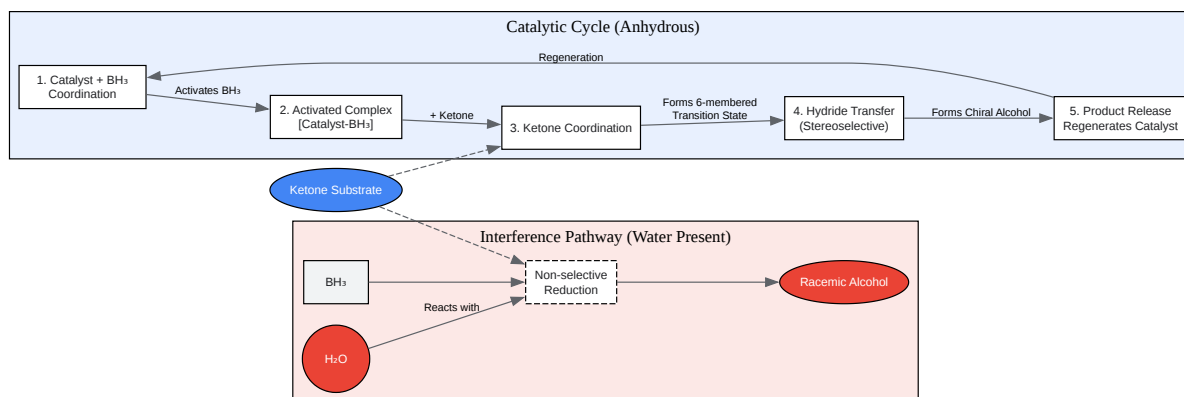 Catalytic Cycle (Anhydrous)
Regeneration
1. Catalyst + BH₃
Coordination
Activates BH₃
2. Activated Complex
[Catalyst-BH₃]
+ Ketone
3. Ketone Coordination
Forms 6-membered
Transition State
4. Hydride Transfer
(Stereoselective)
Forms Chiral Alcohol
5. Product Release
Regenerates Catalyst
Ketone Substrate
Interference Pathway (Water Present)
BH₃
Non-selective
Reduction
Racemic Alcohol
Reacts with
H₂O